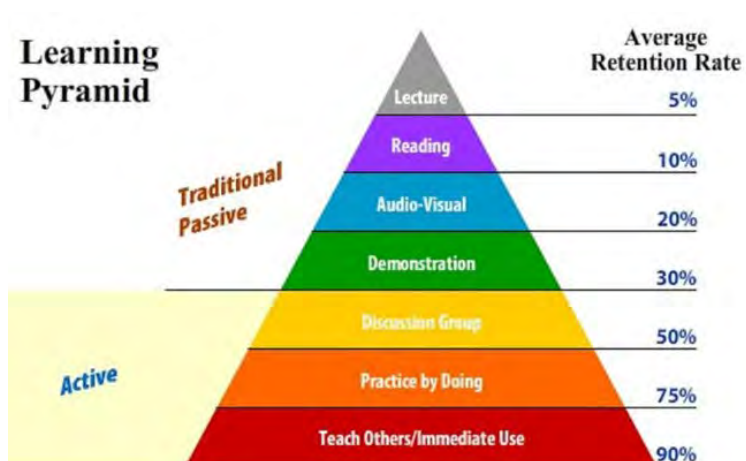 Learning
Pyramid
Average
Retention Rate
Lecture
5%
Reading
10%
Traditional
Passive
Audio-Visual
20%
Demonstration
30%
Discussion Group
50%
Active
Practice by Doing
75%
Teach Others/Immediate Use
90%